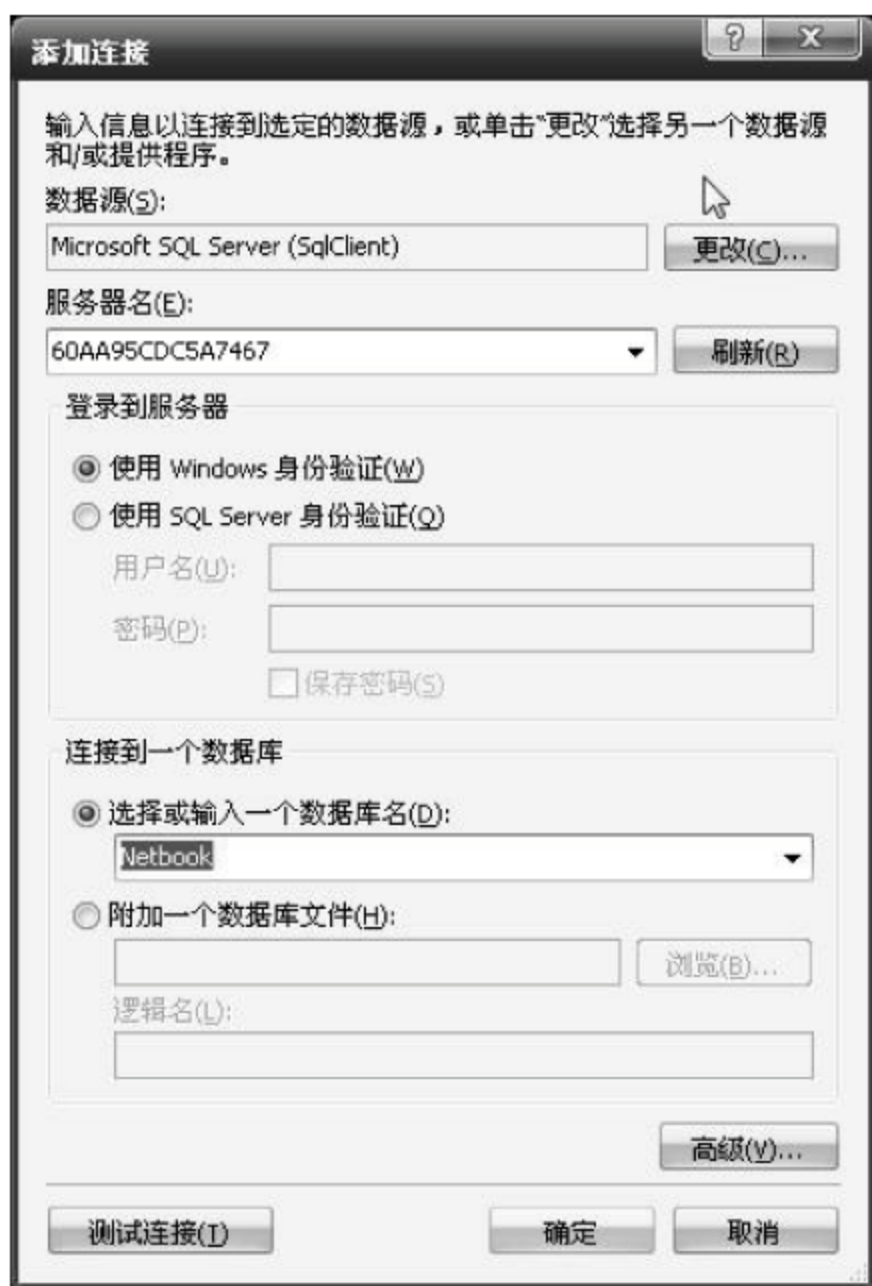 添加连接
输入信息以连接到选定的数据源，或单击“更改”选择另一个数据源
和/或提供程序。
数据源(S):
Microsoft SQL Server (SqlClient)
更改(C)...
服务器名(E):
60AA95CDC5A7467
刷新(R)
登录到服务器
使用 Windows 身份验证(W)
使用 SQL Server 身份验证(Q)
用户名(U):
密码(P):
保存密码(S)
连接到一个数据库
选择或输入一个数据库名(D):
Netbook
附加一个数据库文件(H):
浏览(B)...
逻辑名(L):
高级(V)...
测试连接(T)
确定
取消